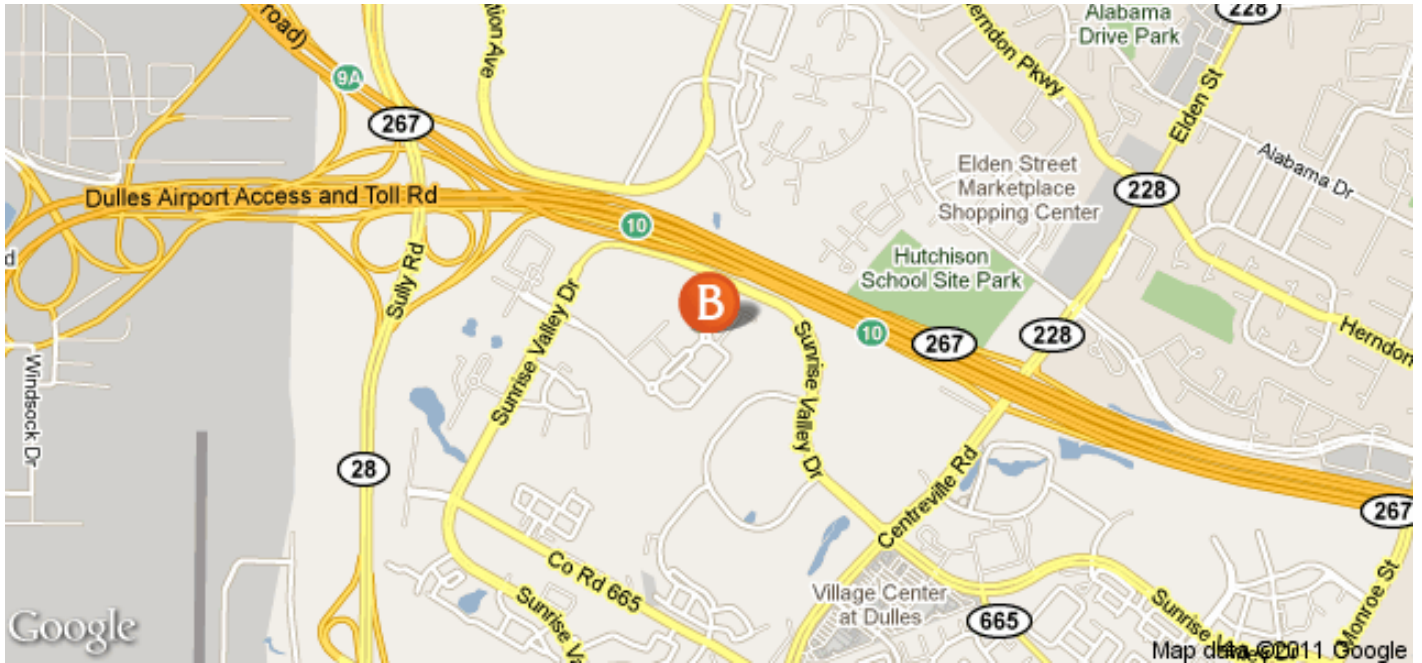 road)
9A
267
tion Ave
228
Alabama
Drive Park
Herndon Pkwy
Elden St
Alabama Dr
Dulles Airport Access and Toll Rd
10
Elden Street
Marketplace
Shopping Center
228
d
Sully Rd
Hutchison
School Site Park
B
Sunrise Valley Dr
10
267
228
Herndon
Windsock Dr
Sunrise Valley Dr
28
Centreville Rd
267
Co Rd 665
Sunrise
Village Center
at Dulles
665
Sunrise
Monroe St
Google
Map data ©2011 Google